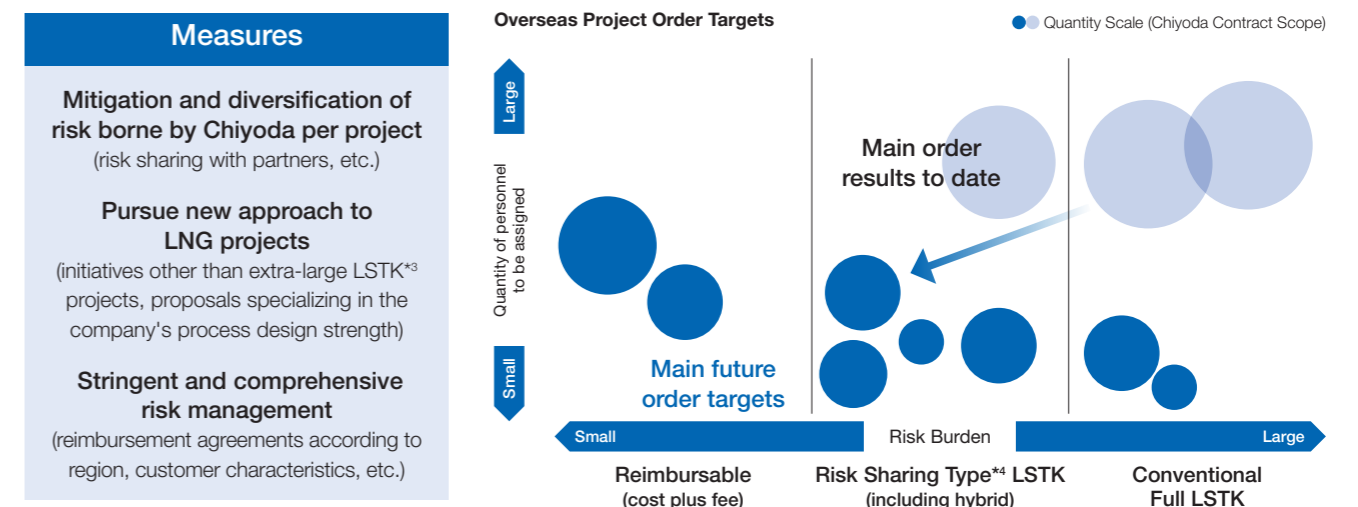 Measures
Mitigation and diversification of
risk borne by Chiyoda per project
(risk sharing with partners, etc.)
Pursue new approach to
LNG projects
(initiatives other than extra-large LSTK*3
projects, proposals specializing in the
company's process design strength)
Stringent and comprehensive
risk management
(reimbursement agreements according to
region, customer characteristics, etc.)
Overseas Project Order Targets
Quantity Scale (Chiyoda Contract Scope)
Large
Quantity of personnel
to be assigned
Small
Main order
results to date
Main future
order targets
Small
Risk Burden
Large
Reimbursable
(cost plus fee)
Risk Sharing Type*4 LSTK
(including hybrid)
Conventional
Full LSTK